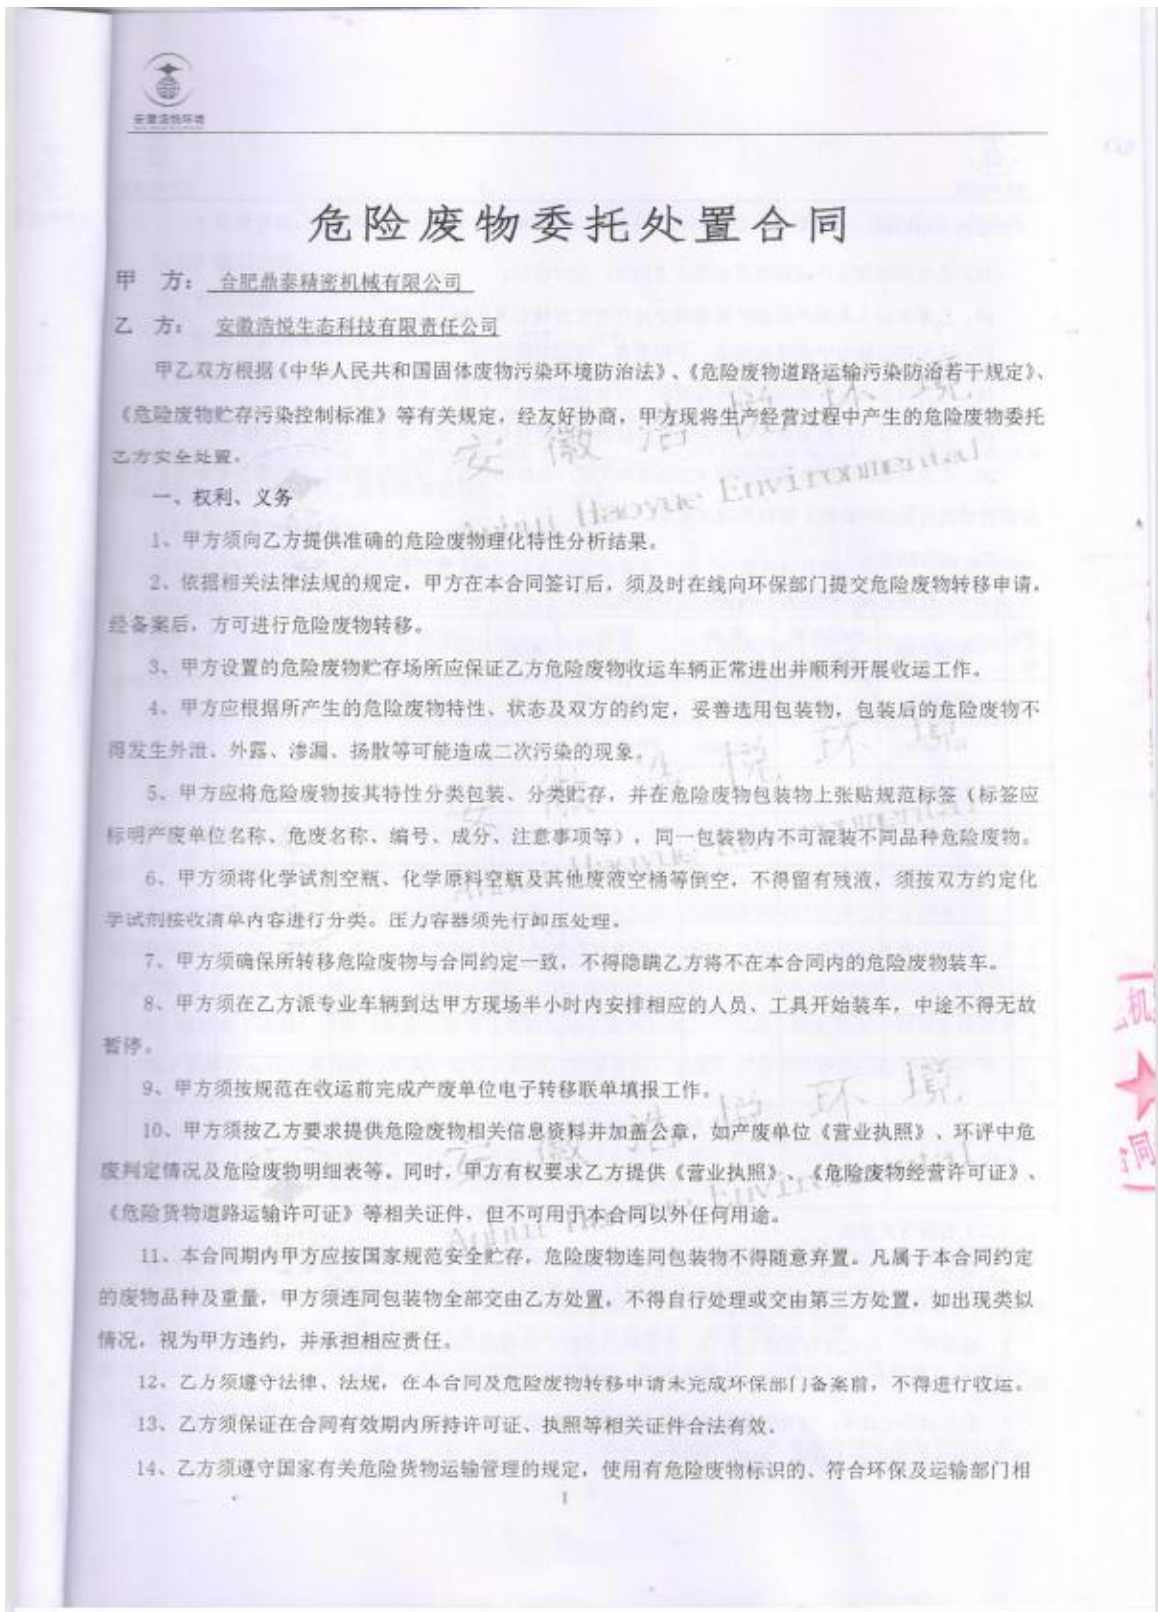 安徽浩悦环境
危险废物委托处置合同
甲 方： 合肥鼎泰精密机械有限公司
乙 方： 安徽浩悦生态科技有限责任公司
甲乙双方根据《中华人民共和国固体废物污染环境防治法》、《危险废物道路运输污染防治若干规定》、
《危险废物贮存污染控制标准》等有关规定，经友好协商，甲方现将生产经营过程中产生的危险废物委托
乙方安全处置。
一、权利、义务
1、甲方须向乙方提供准确的危险废物理化特性分析结果。
2、依据相关法律法规的规定，甲方在本合同签订后，须及时在线向环保部门提交危险废物转移申请，
经备案后，方可进行危险废物转移。
3、甲方设置的危险废物贮存场所应保证乙方危险废物收运车辆正常进出并顺利开展收运工作。
4、甲方应根据所产生的危险废物特性、状态及双方的约定，妥善选用包装物，包装后的危险废物不
得发生外泄、外露、渗漏、扬散等可能造成二次污染的现象。
5、甲方应将危险废物按其特性分类包装、分类贮存，并在危险废物包装物上张贴规范标签（标签应
标明产废单位名称、危废名称、编号、成分、注意事项等），同一包装物内不可混装不同品种危险废物。
6、甲方须将化学试剂空瓶、化学原料空瓶及其他废液空桶等倒空，不得留有残液，须按双方约定化
学试剂接收清单内容进行分类。压力容器须先行卸压处理。
7、甲方须确保所转移危险废物与合同约定一致，不得隐瞒乙方将不在本合同内的危险废物装车。
8、甲方须在乙方派专业车辆到达甲方现场半小时内安排相应的人员、工具开始装车，中途不得无故
暂停。
9、甲方须按规范在收运前完成产废单位电子转移联单填报工作。
10、甲方须按乙方要求提供危险废物相关信息资料并加盖公章，如产废单位《营业执照》、环评中危
废判定情况及危险废物明细表等。同时，甲方有权要求乙方提供《营业执照》、《危险废物经营许可证》、
《危险货物道路运输许可证》等相关证件，但不可用于本合同以外任何用途。
11、本合同期内甲方应按国家规范安全贮存，危险废物连同包装物不得随意弃置。凡属于本合同约定
的废物品种及重量，甲方须连同包装物全部交由乙方处置，不得自行处理或交由第三方处置，如出现类似
情况，视为甲方违约，并承担相应责任。
12、乙方须遵守法律、法规，在本合同及危险废物转移申请未完成环保部门备案前，不得进行收运。
13、乙方须保证在合同有效期内所持许可证、执照等相关证件合法有效。
14、乙方须遵守国家有关危险货物运输管理的规定，使用有危险废物标识的、符合环保及运输部门相
1
安徽浩悦环境
Anhui Haoyue Environmental
安徽浩悦环境
Anhui Haoyue Environmental
安徽浩悦环境
Anhui Haoyue Environmental
机
同